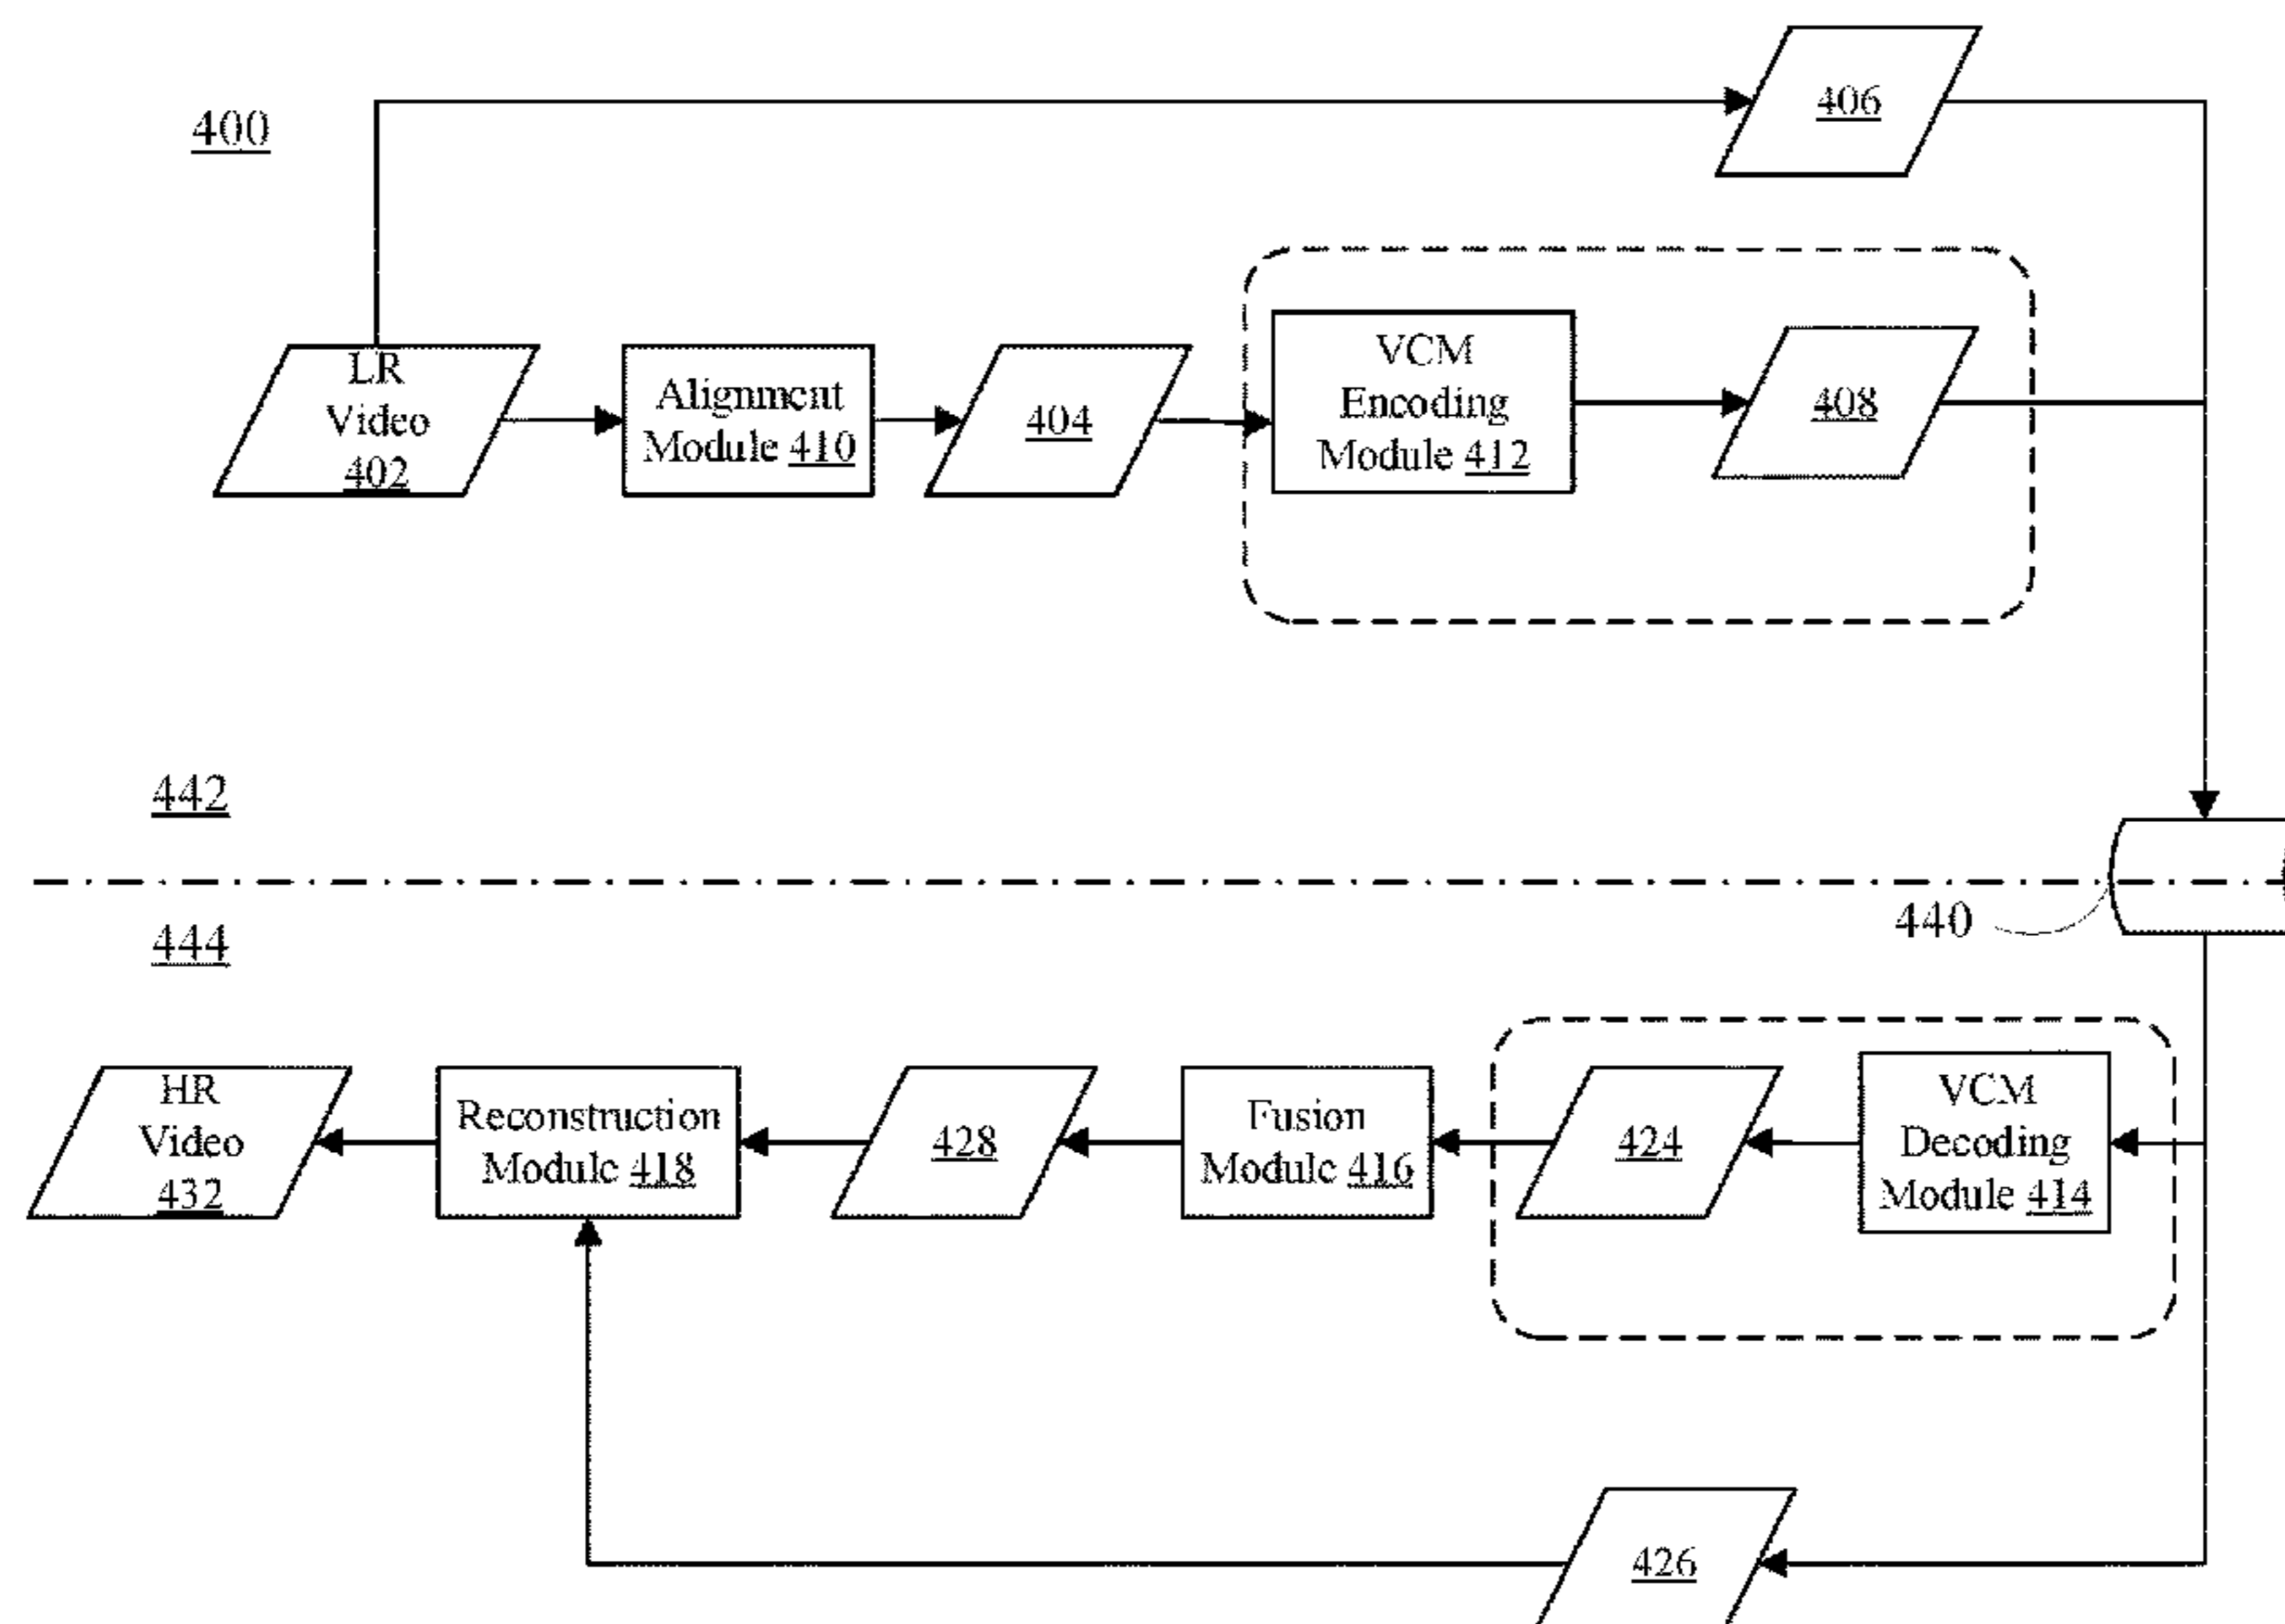 406
400
LR
Video
402
Alignment
Module 410
404
VCM
Encoding
Module 412
408
442
440
444
HR
Video
432
Reconstruction
Module 418
428
Fusion
Module 416
424
VCM
Decoding
Module 414
426